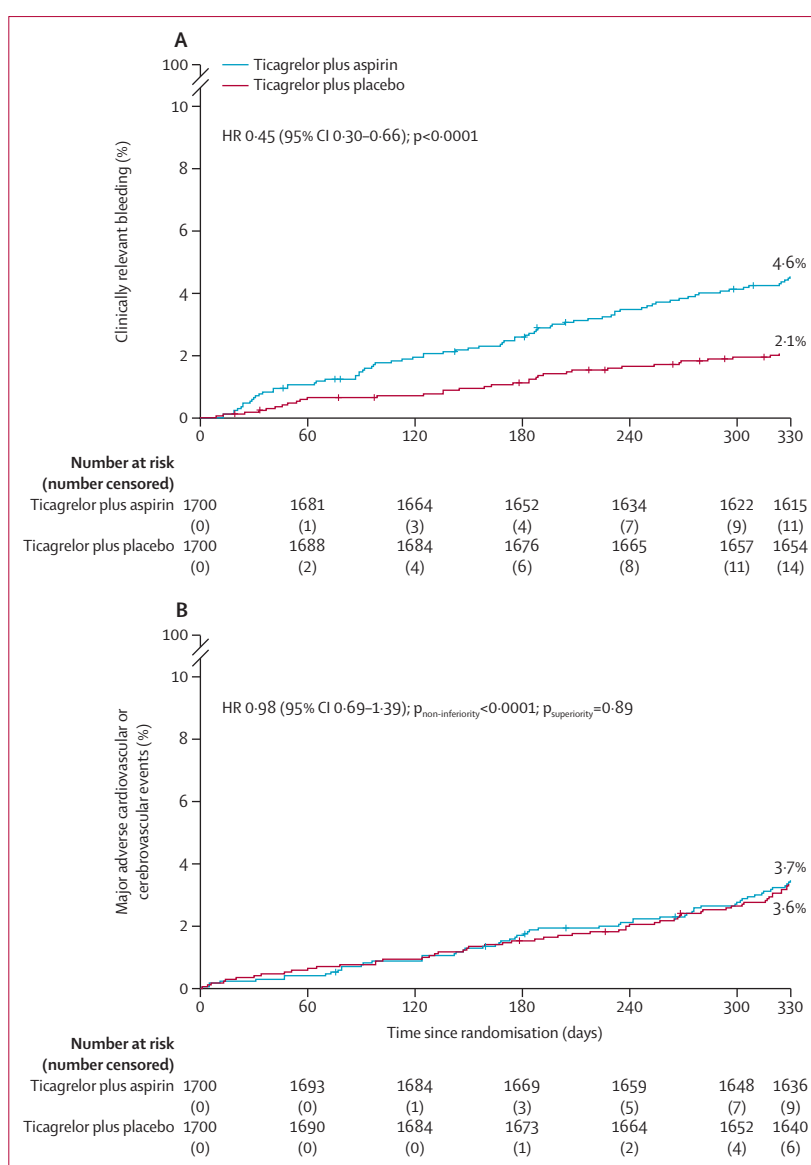 A
100
Ticagrelor plus aspirin
Ticagrelor plus placebo
10
HR 0·45 (95% CI 0·30–0·66); p<0·0001
8
6
4
2
0
Clinically relevant bleeding (%)
4·6%
2·1%
0 60 120 180 240 300 330
Number at risk
(number censored)
Ticagrelor plus aspirin 1700 1681 1664 1652 1634 1622 1615
(0) (1) (3) (4) (7) (9) (11)
Ticagrelor plus placebo 1700 1688 1684 1676 1665 1657 1654
(0) (2) (4) (6) (8) (11) (14)
B
100
10
HR 0·98 (95% CI 0·69–1·39); pnon-inferiority<0·0001; psuperiority=0·89
8
6
4
2
0
Major adverse cardiovascular or
cerebrovascular events (%)
3·7%
3·6%
0 60 120 180 240 300 330
Time since randomisation (days)
Number at risk
(number censored)
Ticagrelor plus aspirin 1700 1693 1684 1669 1659 1648 1636
(0) (0) (1) (3) (5) (7) (9)
Ticagrelor plus placebo 1700 1690 1684 1673 1664 1652 1640
(0) (0) (0) (1) (2) (4) (6)